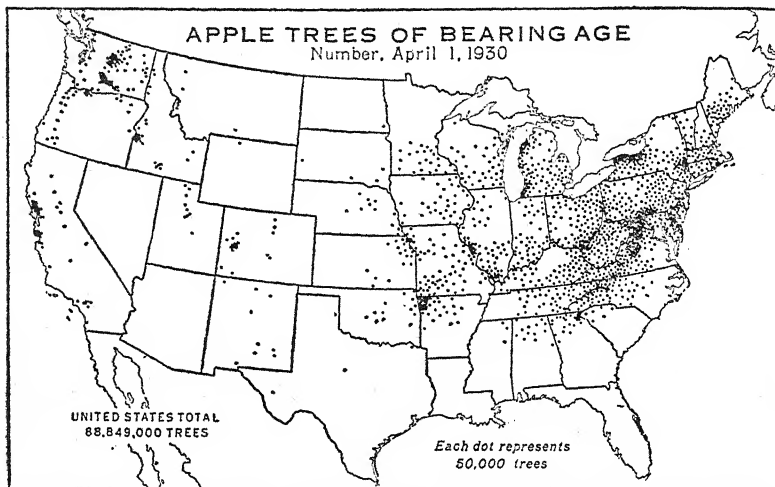 APPLE TREES OF BEARING AGE
Number, April 1, 1930
UNITED STATES TOTAL
88,849,000 TREES
Each dot represents
50,000 trees